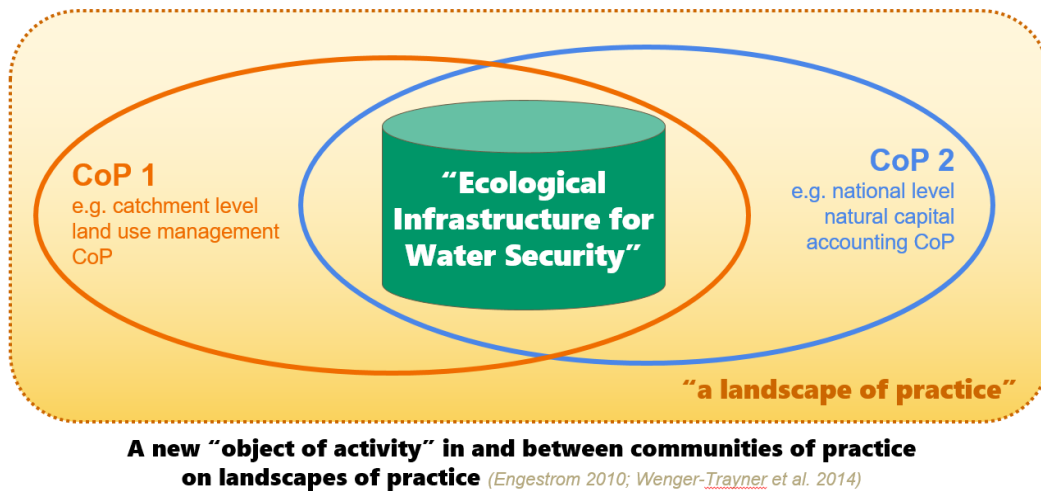 CoP 1
e.g. catchment level
land use management
CoP
“Ecological
Infrastructure for
Water Security”
CoP 2
e.g. national level
natural capital
accounting CoP
“a landscape of practice”
A new “object of activity” in and between communities of practice
on landscapes of practice (Engestrom 2010; Wenger-Trayner et al. 2014)